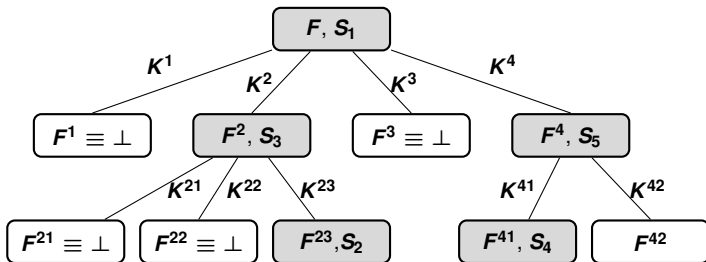 F, S₁
K¹ K² K³ K⁴
F¹ ≡ ⊥ F², S₃ F³ ≡ ⊥ F⁴, S₅
K²¹ K²² K²³ K⁴¹ K⁴²
F²¹ ≡ ⊥ F²² ≡ ⊥ F²³,S₂ F⁴¹, S₄ F⁴²